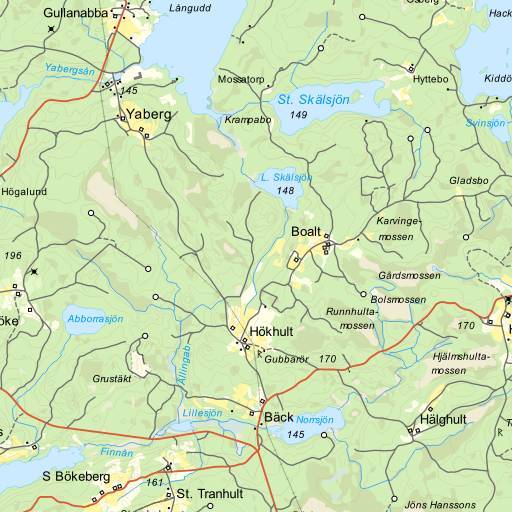 Gullanabba
Långudd
Hack
Yabergsån
145
Mossatorp
Hyttebo
Kiddö
St. Skälsjön
149
Yaberg
Krampabo
Svinsjön
L. Skälsjön
148
Gladsbo
Högalund
Boalt
Karvinge-
mossen
196
Gårdsmossen
Bolsmossen
öke
Abborrasjön
Runnhulta-
mossen
170
Hökhult
H
Gubbarör
170
Hjälmshulta-
mossen
Grustäkt
Allingab
Lillesjön
Bäck
Norrsjön
145
Hälghult
R
s
Finnån
S Bökeberg
161
St. Tranhult
Jöns Hanssons